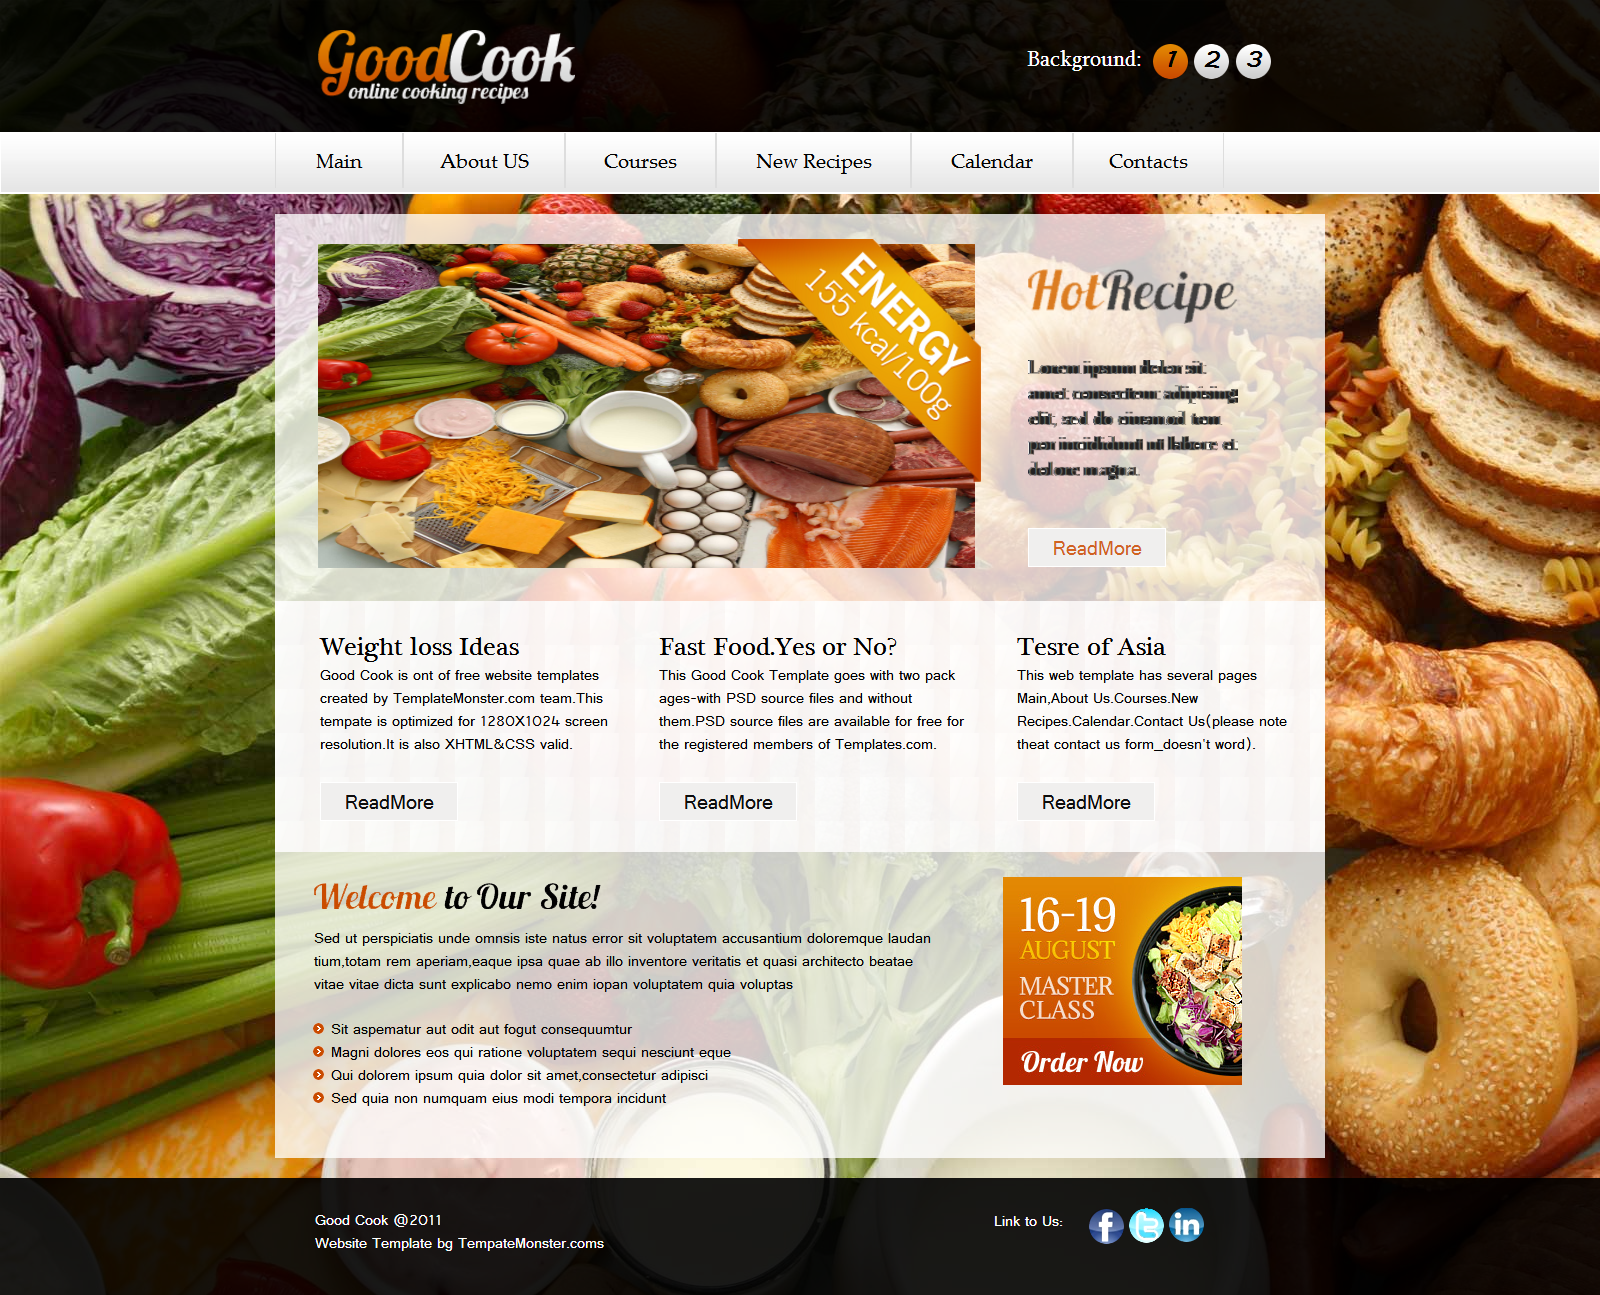 GoodCook
online cooking recipes
Background: 1 2 3
Main About US Courses New Recipes Calendar Contacts
ENERGY
155 kcal/100g
HotRecipe
Lorem ipsum dolor sit
amet consectetur adipisicing
elit, sed do eiusmod tem
por incididunt ut labore et
dolore magna.
ReadMore
Weight loss Ideas
Good Cook is ont of free website templates
created by TemplateMonster.com team.This
tempate is optimized for 1280X1024 screen
resolution.It is also XHTML&CSS valid.
ReadMore
Fast Food.Yes or No?
This Good Cook Template goes with two pack
ages-with PSD source files and without
them.PSD source files are available for free for
the registered members of Templates.com.
ReadMore
Tesre of Asia
This web template has several pages
Main,About Us.Courses.New
Recipes.Calendar.Contact Us(please note
theat contact us form_doesn't word).
ReadMore
Welcome to Our Site!
Sed ut perspiciatis unde omnsis iste natus error sit voluptatem accusantium doloremque laudan
tium,totam rem aperiam,eaque ipsa quae ab illo inventore veritatis et quasi architecto beatae
vitae vitae dicta sunt explicabo nemo enim iopan voluptatem quia voluptas
Sit aspematur aut odit aut fogut consequumtur
Magni dolores eos qui ratione voluptatem sequi nesciunt eque
Qui dolorem ipsum quia dolor sit amet,consectetur adipisci
Sed quia non numquam eius modi tempora incidunt
16-19
AUGUST
MASTER
CLASS
Order Now
Good Cook @2011
Website Template bg TempateMonster.coms
Link to Us: